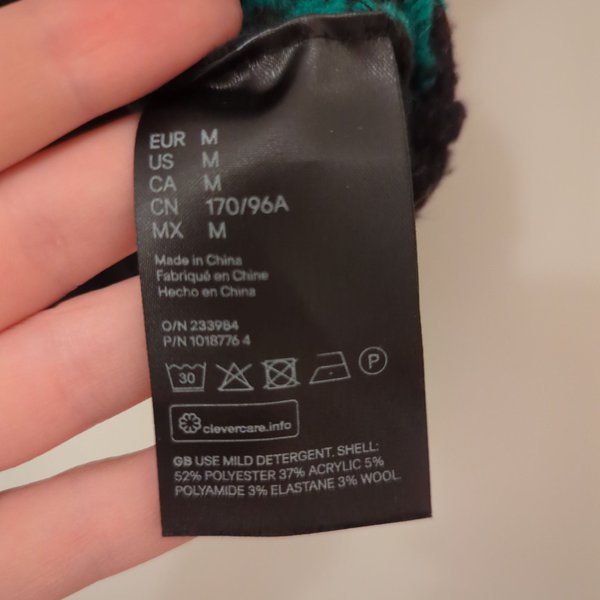 EUR M
US M
CA M
CN 170/96A
MX M
Made in China
Fabriqué en Chine
Hecho en China
O/N 233984
P/N 1018776 4
30 P
clevercare.info
GB USE MILD DETERGENT. SHELL:
52% POLYESTER 37% ACRYLIC 5%
POLYAMIDE 3% ELASTANE 3% WOOL.